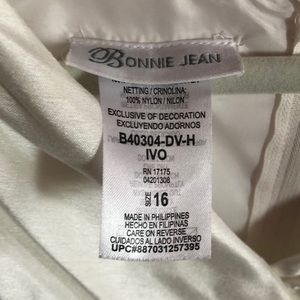 BONNIE JEAN
NETTING / CRINOLINA:
100% NYLON / NILON
EXCLUSIVE OF DECORATION
EXCLUYENDO ADORNOS
B40304-DV-H
IVO
RN 17175
04201308
SIZE 16
MADE IN PHILIPPINES
HECHO EN FILIPINAS
CARE ON REVERSE
CUIDADOS AL LADO INVERSO
UPC#887031257395